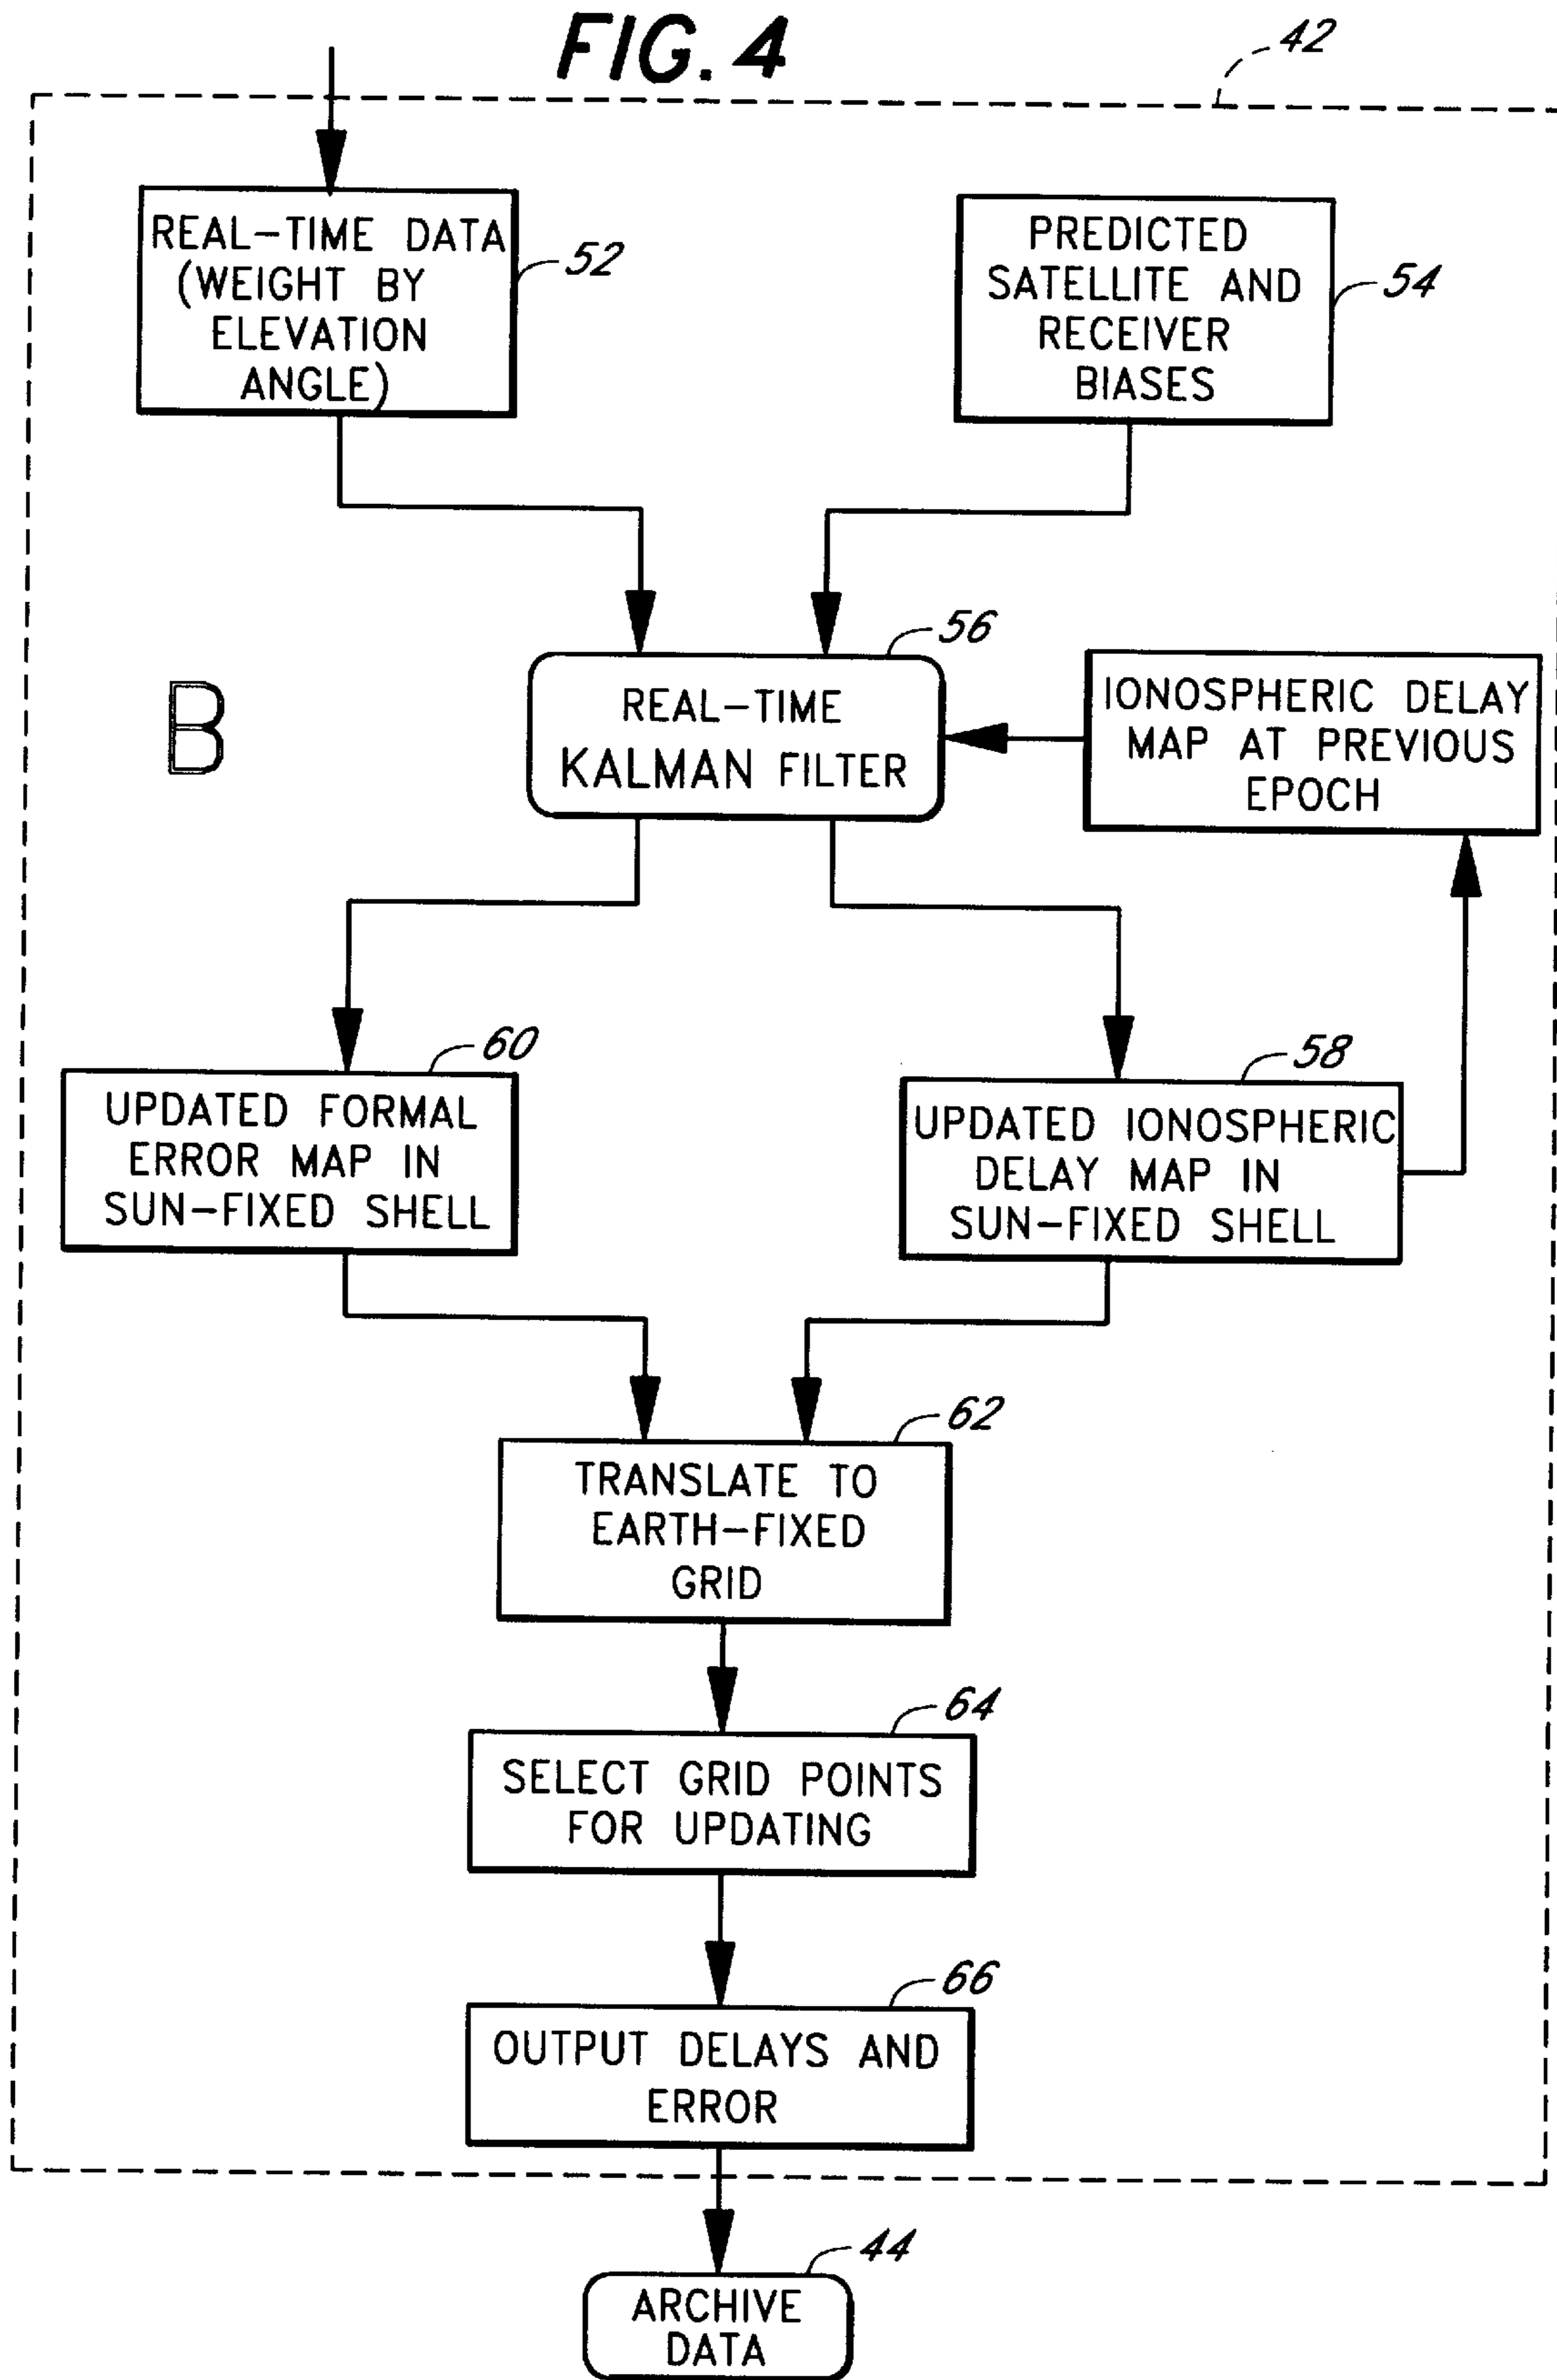 FIG. 4
42
REAL-TIME DATA
(WEIGHT BY
ELEVATION
ANGLE)
52
PREDICTED
SATELLITE AND
RECEIVER
BIASES
54
B
REAL-TIME
KALMAN FILTER
56
IONOSPHERIC DELAY
MAP AT PREVIOUS
EPOCH
UPDATED FORMAL
ERROR MAP IN
SUN-FIXED SHELL
60
UPDATED IONOSPHERIC
DELAY MAP IN
SUN-FIXED SHELL
58
TRANSLATE TO
EARTH-FIXED
GRID
62
SELECT GRID POINTS
FOR UPDATING
64
OUTPUT DELAYS AND
ERROR
66
ARCHIVE
DATA
44